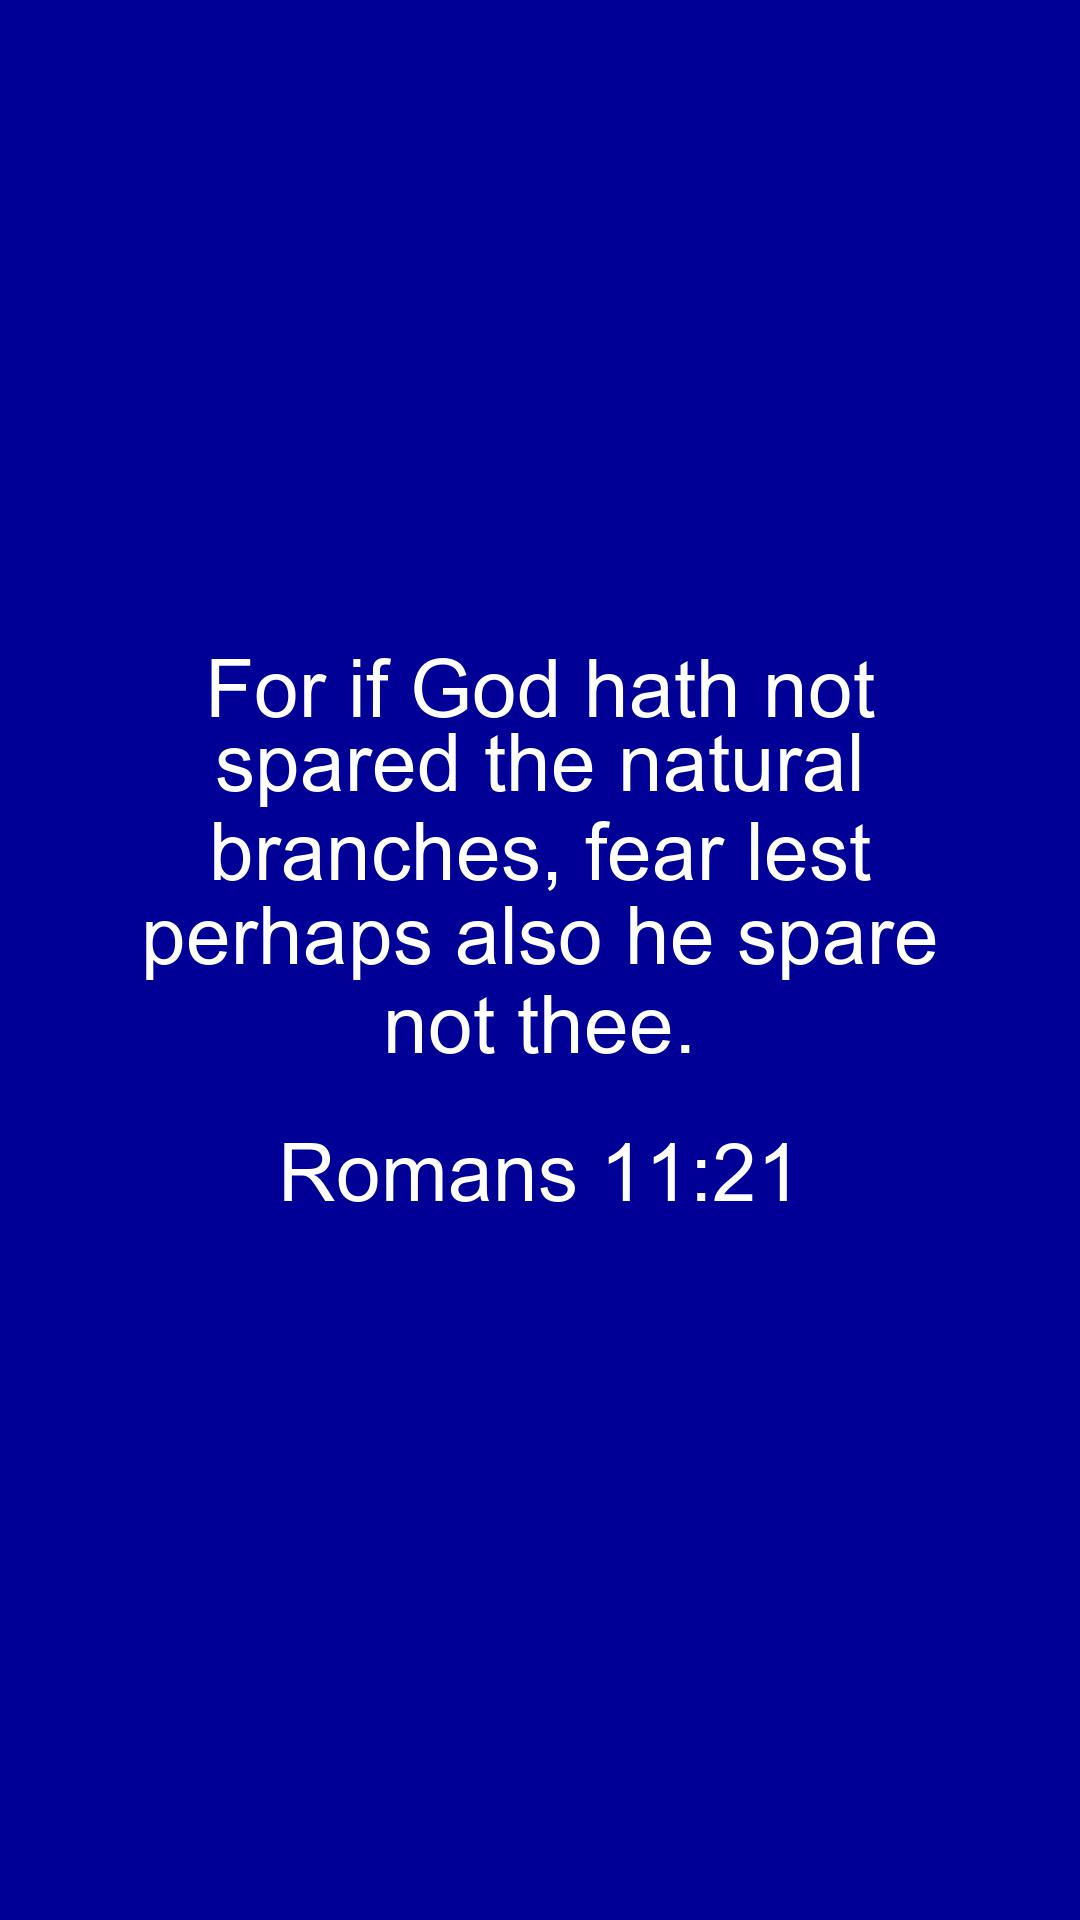 For if God hath not
spared the natural
branches, fear lest
perhaps also he spare
not thee.
Romans 11:21